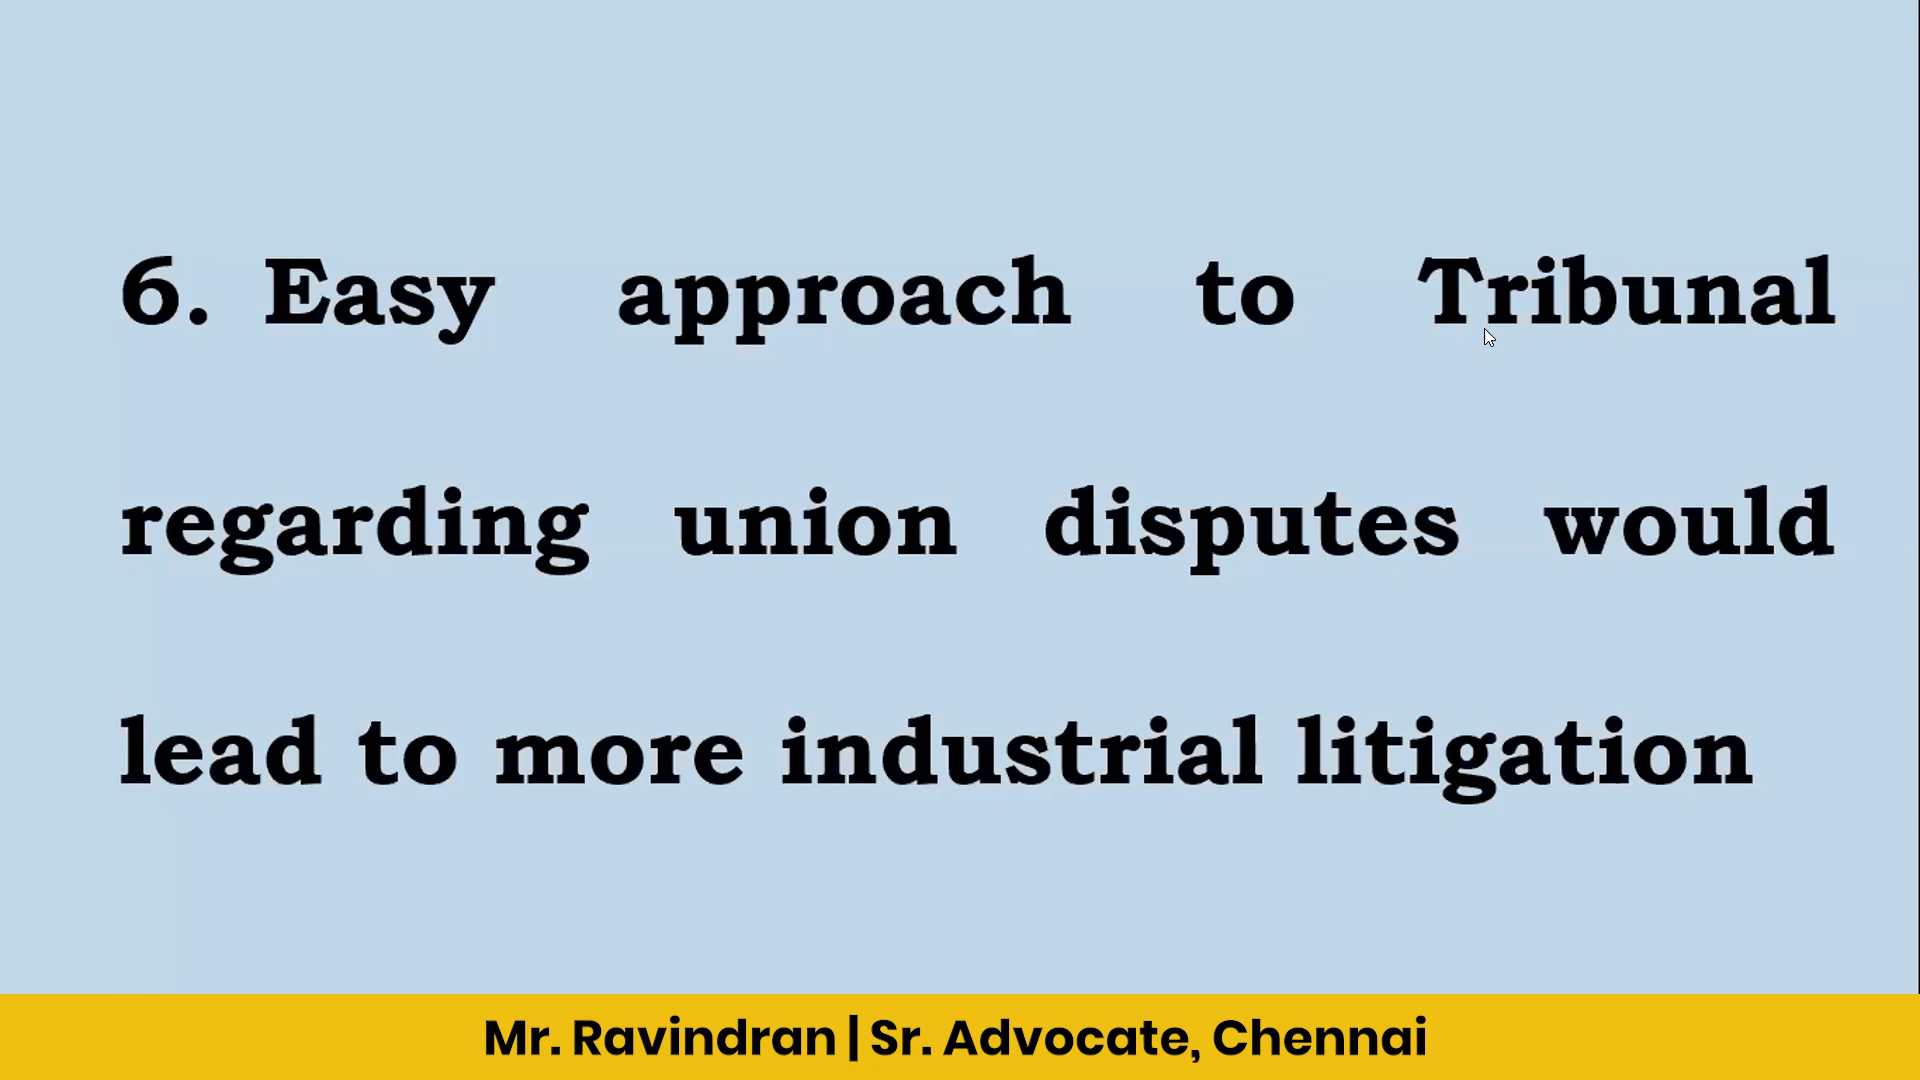 6. Easy approach to Tribunal
regarding union disputes would
lead to more industrial litigation
Mr. Ravindran | Sr. Advocate, Chennai